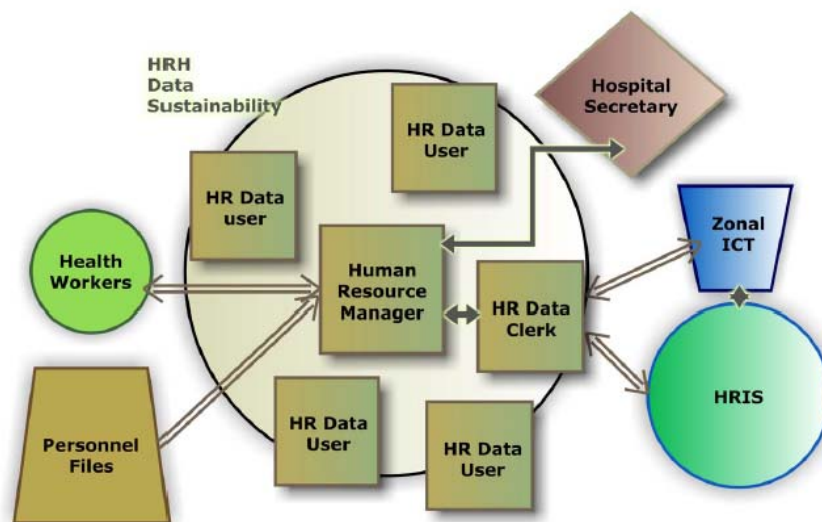 HRH
Data
Sustainability
Hospital
Secretary
HR Data
User
HR Data
user
Zonal
ICT
Health
Workers
Human
Resource
Manager
HR Data
Clerk
HRIS
Personnel
Files
HR Data
User
HR Data
User